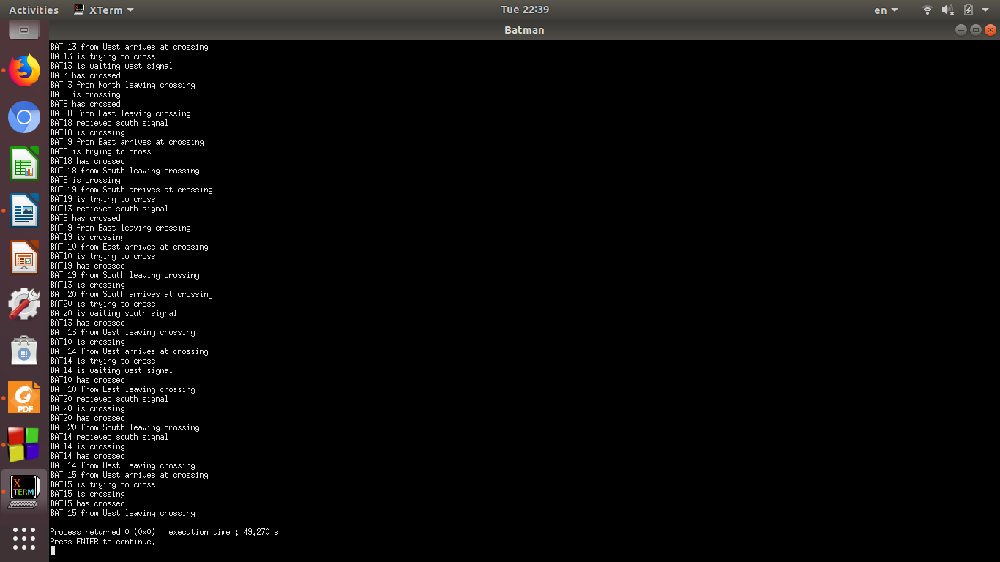 Activities XTerm Tue 22:39 en
Batman
BAT 13 from West arrives at crossing
BAT13 is trying to cross
BAT13 is waiting west signal
BAT3 has crossed
BAT 3 from North leaving crossing
BAT8 is crossing
BAT8 has crossed
BAT 8 from East leaving crossing
BAT18 recieved south signal
BAT18 is crossing
BAT 9 from East arrives at crossing
BAT9 is trying to cross
BAT18 has crossed
BAT 18 from South leaving crossing
BAT9 is crossing
BAT 19 from South arrives at crossing
BAT19 is trying to cross
BAT13 recieved south signal
BAT9 has crossed
BAT 9 from East leaving crossing
BAT19 is crossing
BAT 10 from East arrives at crossing
BAT10 is trying to cross
BAT19 has crossed
BAT 19 from South leaving crossing
BAT13 is crossing
BAT 20 from South arrives at crossing
BAT20 is trying to cross
BAT20 is waiting south signal
BAT13 has crossed
BAT 13 from West leaving crossing
BAT10 is crossing
BAT 14 from West arrives at crossing
BAT14 is trying to cross
BAT14 is waiting west signal
BAT10 has crossed
BAT 10 from East leaving crossing
BAT20 recieved south signal
BAT20 is crossing
BAT20 has crossed
BAT 20 from South leaving crossing
BAT14 recieved south signal
BAT14 is crossing
BAT14 has crossed
BAT 14 from West leaving crossing
BAT 15 from West arrives at crossing
BAT15 is trying to cross
BAT15 is crossing
BAT15 has crossed
BAT 15 from West leaving crossing
Process returned 0 (0x0) execution time : 49.270 s
Press ENTER to continue.
PDF
X
TERM